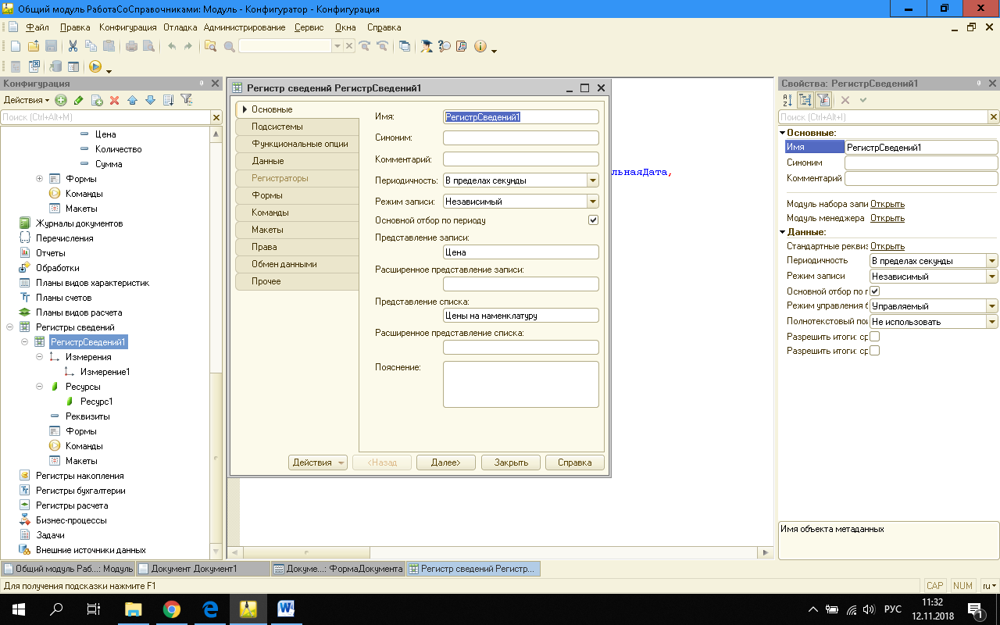 Общий модуль РаботаСоСправочниками: Модуль - Конфигуратор - Конфигурация
Файл Правка Конфигурация Отладка Администрирование Сервис Окна Справка
Конфигурация
Действия
Поиск (Ctrl+Alt+M)
Цена
Количество
Сумма
Формы
Команды
Макеты
Журналы документов
Перечисления
Отчеты
Обработки
Планы видов характеристик
Планы счетов
Планы видов расчета
Регистры сведений
РегистрСведений1
Измерения
Измерение1
Ресурсы
Ресурс1
Реквизиты
Формы
Команды
Макеты
Регистры накопления
Регистры бухгалтерии
Регистры расчета
Бизнес-процессы
Задачи
Внешние источники данных
Регистр сведений РегистрСведений1
Основные
Подсистемы
Функциональные опции
Данные
Регистраторы
Формы
Команды
Макеты
Права
Обмен данными
Прочее
Имя: РегистрСведений1
Синоним:
Комментарий:
Периодичность: В пределах секунды
Режим записи: Независимый
Основной отбор по периоду
Представление записи:
Цена
Расширенное представление записи:
Представление списка:
Цены на наменклатуру
Расширенное представление списка:
Пояснение:
Действия <Назад Далее> Закрыть Справка
льнаяДата,
Свойства: РегистрСведений1
Поиск (Ctrl+Alt+I)
Основные:
Имя РегистрСведений1
Синоним
Комментарий
Модуль набора запи Открыть
Модуль менеджера Открыть
Данные:
Стандартные реквиз Открыть
Периодичность В пределах секунды
Режим записи Независимый
Основной отбор по п
Режим управления б Управляемый
Полнотекстовый пои Не использовать
Разрешить итоги: ср
Разрешить итоги: ср
Имя объекта метаданных
Общий модуль Раб...: Модуль Документ Документ1 Докуме...: ФормаДокумента Регистр сведений Регистр...
Для получения подсказки нажмите F1 CAP NUM ru
РУС
11:32
12.11.2018
1